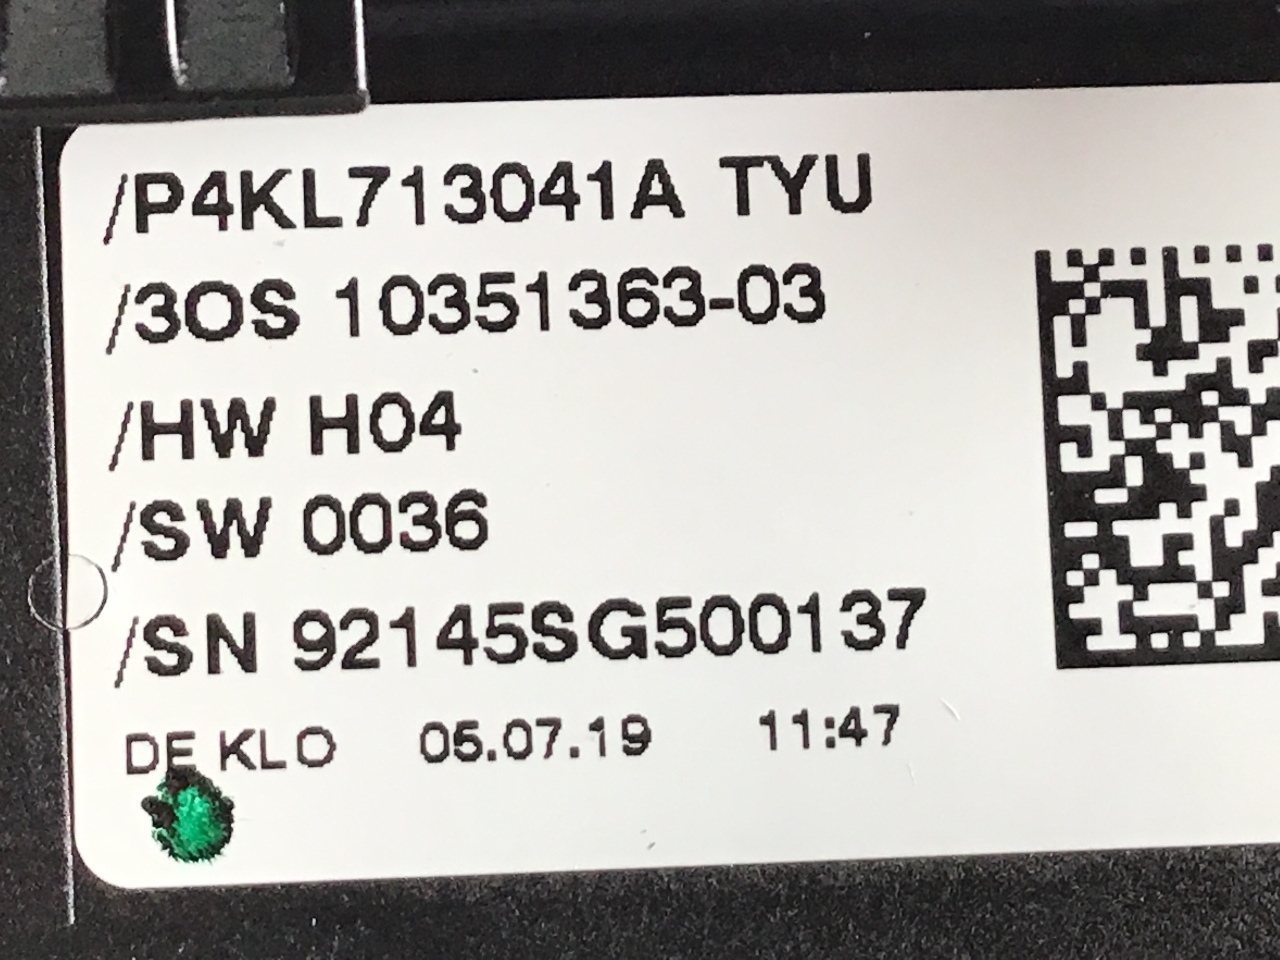 /P4KL713041A TYU
/3OS 10351363-03
/HW H04
/SW 0036
/SN 92145SG500137
DE KLO 05.07.19 11:47